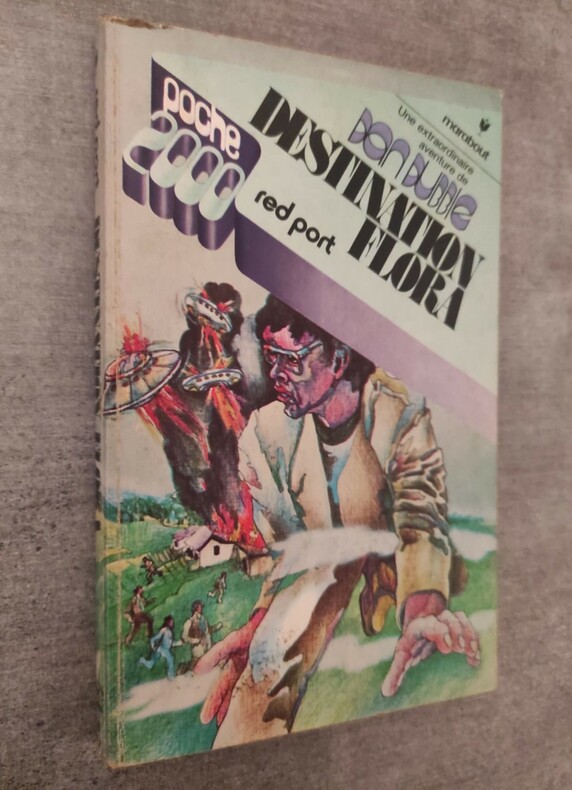 marabout
Une extraordinaire
aventure de
DON BUBBLE
poche
2000
DESTINATION
FLORA
red port